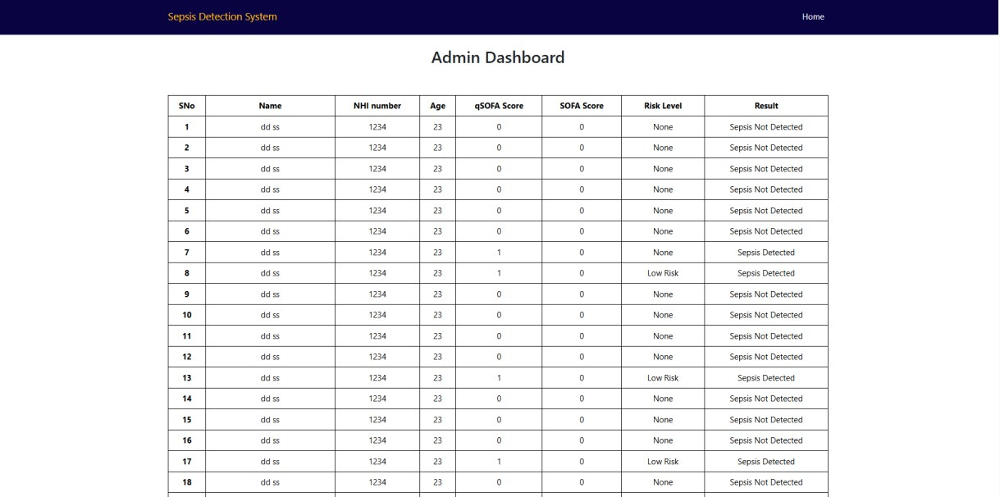 Sepsis Detection System Home
Admin Dashboard
SNo Name NHI number Age qSOFA Score SOFA Score Risk Level Result
1 dd ss 1234 23 0 0 None Sepsis Not Detected
2 dd ss 1234 23 0 0 None Sepsis Not Detected
3 dd ss 1234 23 0 0 None Sepsis Not Detected
4 dd ss 1234 23 0 0 None Sepsis Not Detected
5 dd ss 1234 23 0 0 None Sepsis Not Detected
6 dd ss 1234 23 0 0 None Sepsis Not Detected
7 dd ss 1234 23 1 0 None Sepsis Detected
8 dd ss 1234 23 1 0 Low Risk Sepsis Detected
9 dd ss 1234 23 0 0 None Sepsis Not Detected
10 dd ss 1234 23 0 0 None Sepsis Not Detected
11 dd ss 1234 23 0 0 None Sepsis Not Detected
12 dd ss 1234 23 0 0 None Sepsis Not Detected
13 dd ss 1234 23 1 0 Low Risk Sepsis Detected
14 dd ss 1234 23 0 0 None Sepsis Not Detected
15 dd ss 1234 23 0 0 None Sepsis Not Detected
16 dd ss 1234 23 0 0 None Sepsis Not Detected
17 dd ss 1234 23 1 0 Low Risk Sepsis Detected
18 dd ss 1234 23 0 0 None Sepsis Not Detected